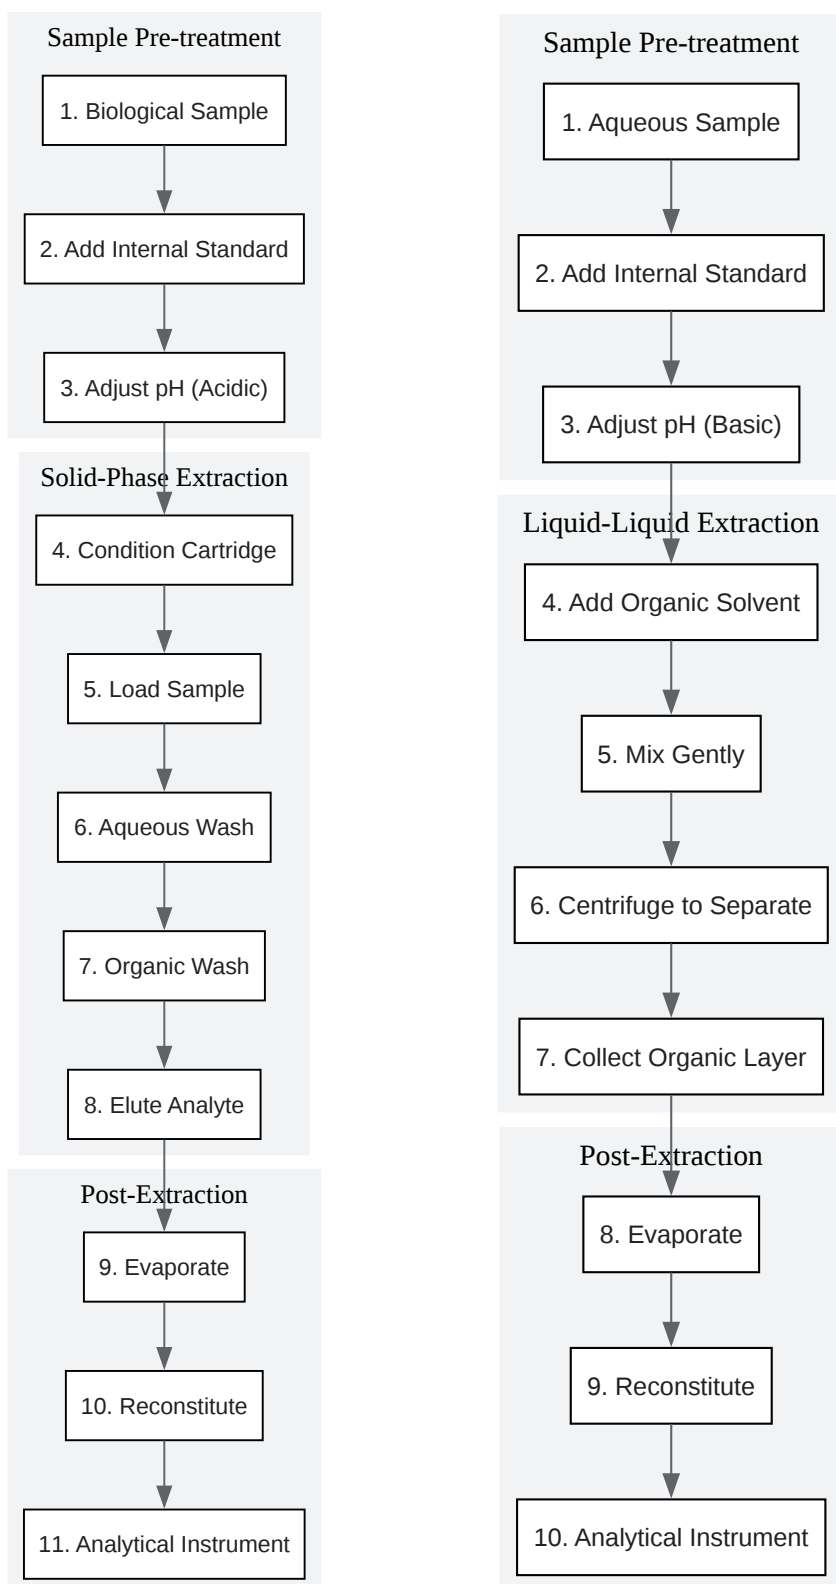 Sample Pre-treatment
1. Biological Sample
2. Add Internal Standard
3. Adjust pH (Acidic)
Solid-Phase Extraction
4. Condition Cartridge
5. Load Sample
6. Aqueous Wash
7. Organic Wash
8. Elute Analyte
Post-Extraction
9. Evaporate
10. Reconstitute
11. Analytical Instrument
Sample Pre-treatment
1. Aqueous Sample
2. Add Internal Standard
3. Adjust pH (Basic)
Liquid-Liquid Extraction
4. Add Organic Solvent
5. Mix Gently
6. Centrifuge to Separate
7. Collect Organic Layer
Post-Extraction
8. Evaporate
9. Reconstitute
10. Analytical Instrument